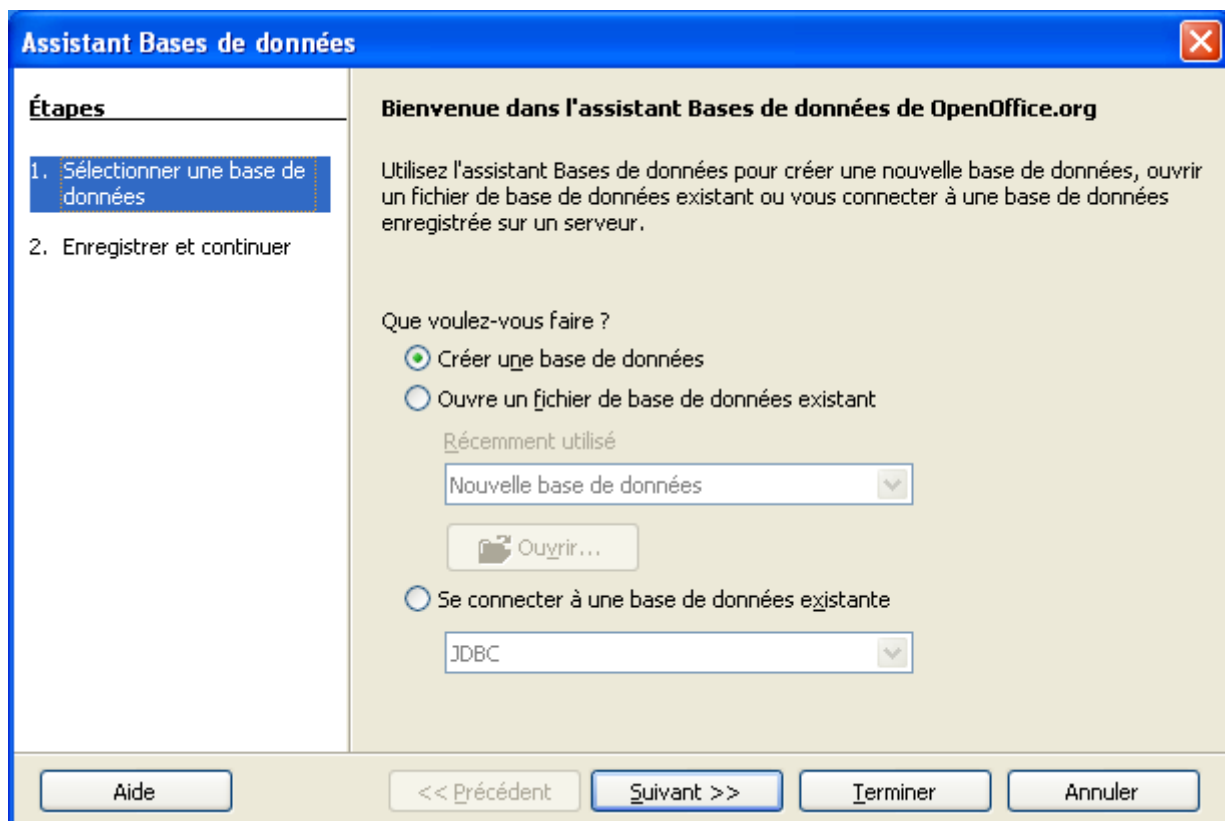 Assistant Bases de données
Étapes
1. Sélectionner une base de
données
2. Enregistrer et continuer
Bienvenue dans l'assistant Bases de données de OpenOffice.org
Utilisez l'assistant Bases de données pour créer une nouvelle base de données, ouvrir
un fichier de base de données existant ou vous connecter à une base de données
enregistrée sur un serveur.
Que voulez-vous faire ?
Créer une base de données
Ouvre un fichier de base de données existant
Récemment utilisé
Nouvelle base de données
Ouvrir...
Se connecter à une base de données existante
JDBC
Aide
<< Précédent
Suivant >>
Terminer
Annuler